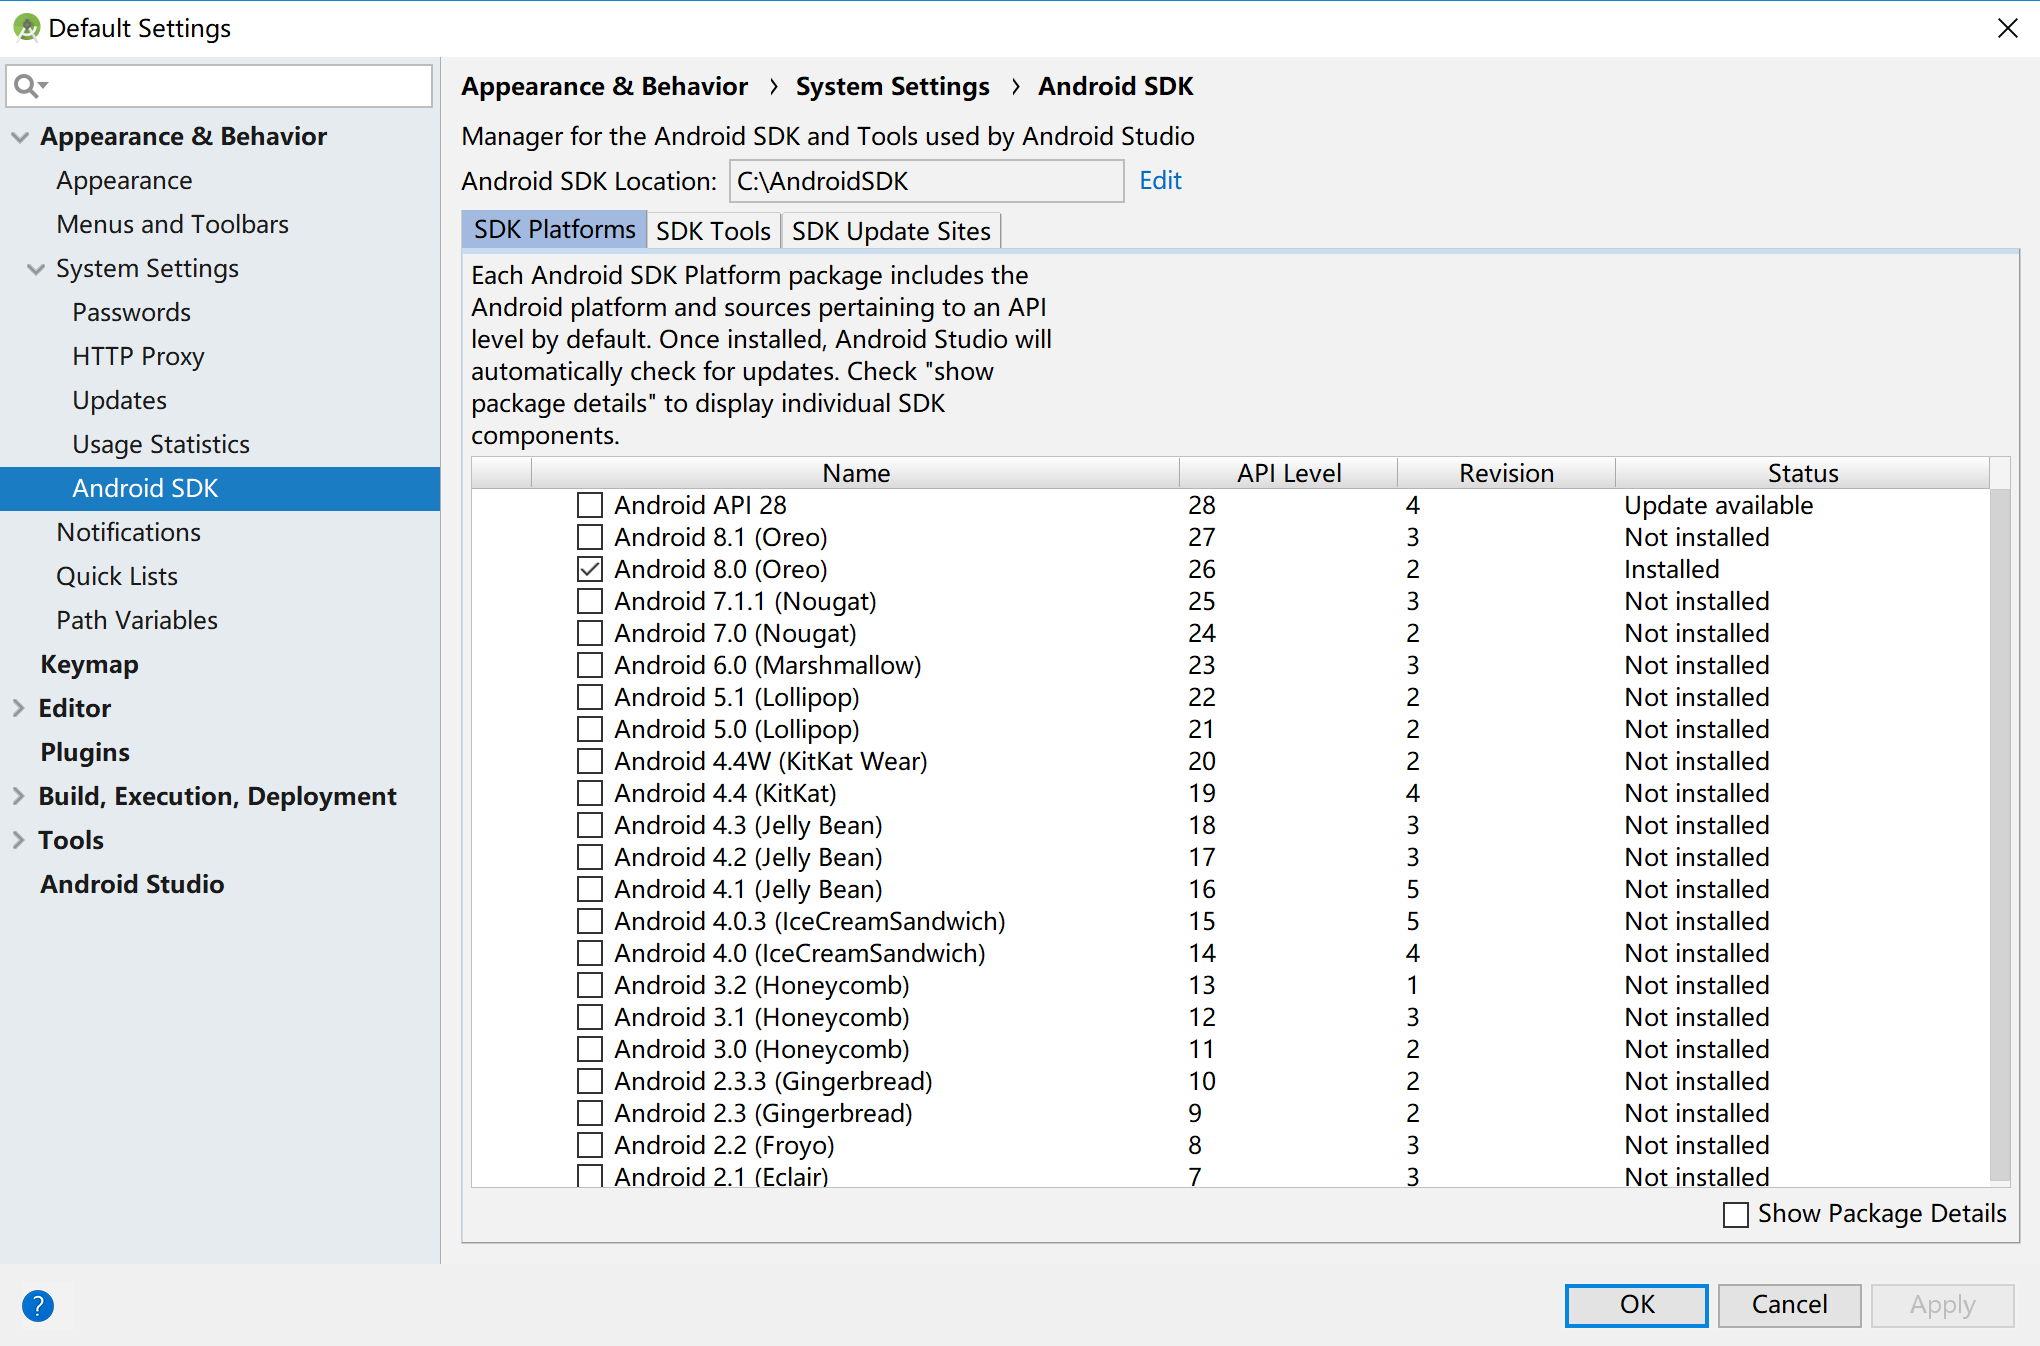 Default Settings
Appearance & Behavior
Appearance
Menus and Toolbars
System Settings
Passwords
HTTP Proxy
Updates
Usage Statistics
Android SDK
Notifications
Quick Lists
Path Variables
Keymap
Editor
Plugins
Build, Execution, Deployment
Tools
Android Studio
Appearance & Behavior › System Settings › Android SDK
Manager for the Android SDK and Tools used by Android Studio
Android SDK Location: C:\AndroidSDK Edit
SDK Platforms SDK Tools SDK Update Sites
Each Android SDK Platform package includes the
Android platform and sources pertaining to an API
level by default. Once installed, Android Studio will
automatically check for updates. Check "show
package details" to display individual SDK
components.
Name API Level Revision Status
Android API 28 28 4 Update available
Android 8.1 (Oreo) 27 3 Not installed
Android 8.0 (Oreo) 26 2 Installed
Android 7.1.1 (Nougat) 25 3 Not installed
Android 7.0 (Nougat) 24 2 Not installed
Android 6.0 (Marshmallow) 23 3 Not installed
Android 5.1 (Lollipop) 22 2 Not installed
Android 5.0 (Lollipop) 21 2 Not installed
Android 4.4W (KitKat Wear) 20 2 Not installed
Android 4.4 (KitKat) 19 4 Not installed
Android 4.3 (Jelly Bean) 18 3 Not installed
Android 4.2 (Jelly Bean) 17 3 Not installed
Android 4.1 (Jelly Bean) 16 5 Not installed
Android 4.0.3 (IceCreamSandwich) 15 5 Not installed
Android 4.0 (IceCreamSandwich) 14 4 Not installed
Android 3.2 (Honeycomb) 13 1 Not installed
Android 3.1 (Honeycomb) 12 3 Not installed
Android 3.0 (Honeycomb) 11 2 Not installed
Android 2.3.3 (Gingerbread) 10 2 Not installed
Android 2.3 (Gingerbread) 9 2 Not installed
Android 2.2 (Froyo) 8 3 Not installed
Android 2.1 (Eclair) 7 3 Not installed
Show Package Details
? OK Cancel Apply